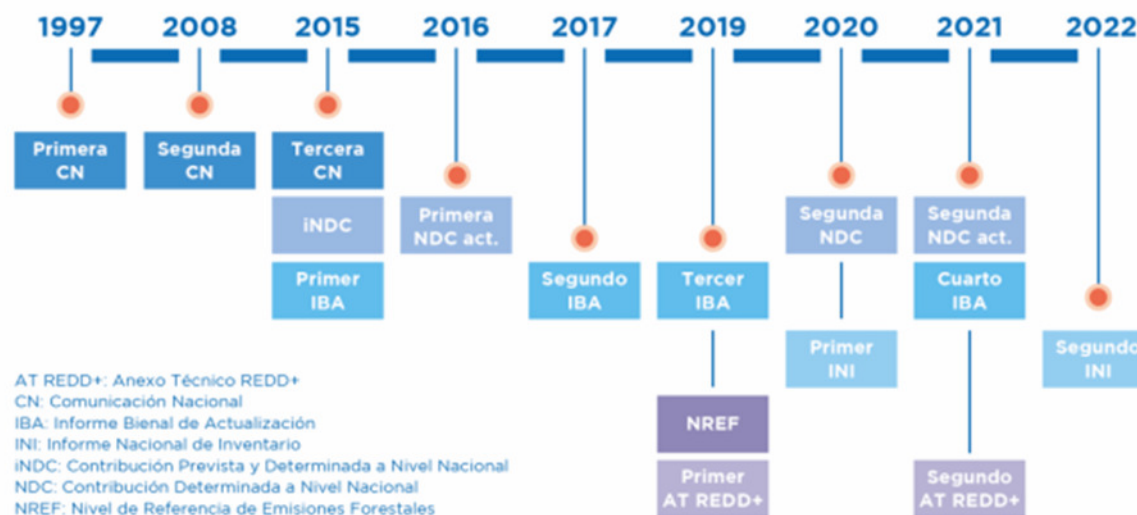 1997 2008 2015 2016 2017 2019 2020 2021 2022
Primera
CN
Segunda
CN
Tercera
CN
iNDC
Primera
NDC act.
Segunda
NDC
Segunda
NDC act.
Primer
IBA
Segundo
IBA
Tercer
IBA
Cuarto
IBA
Primer
INI
Segundo
INI
NREF
Primer
AT REDD+
Segundo
AT REDD+
AT REDD+: Anexo Técnico REDD+
CN: Comunicación Nacional
IBA: Informe Bienal de Actualización
INI: Informe Nacional de Inventario
iNDC: Contribución Prevista y Determinada a Nivel Nacional
NDC: Contribución Determinada a Nivel Nacional
NREF: Nivel de Referencia de Emisiones Forestales